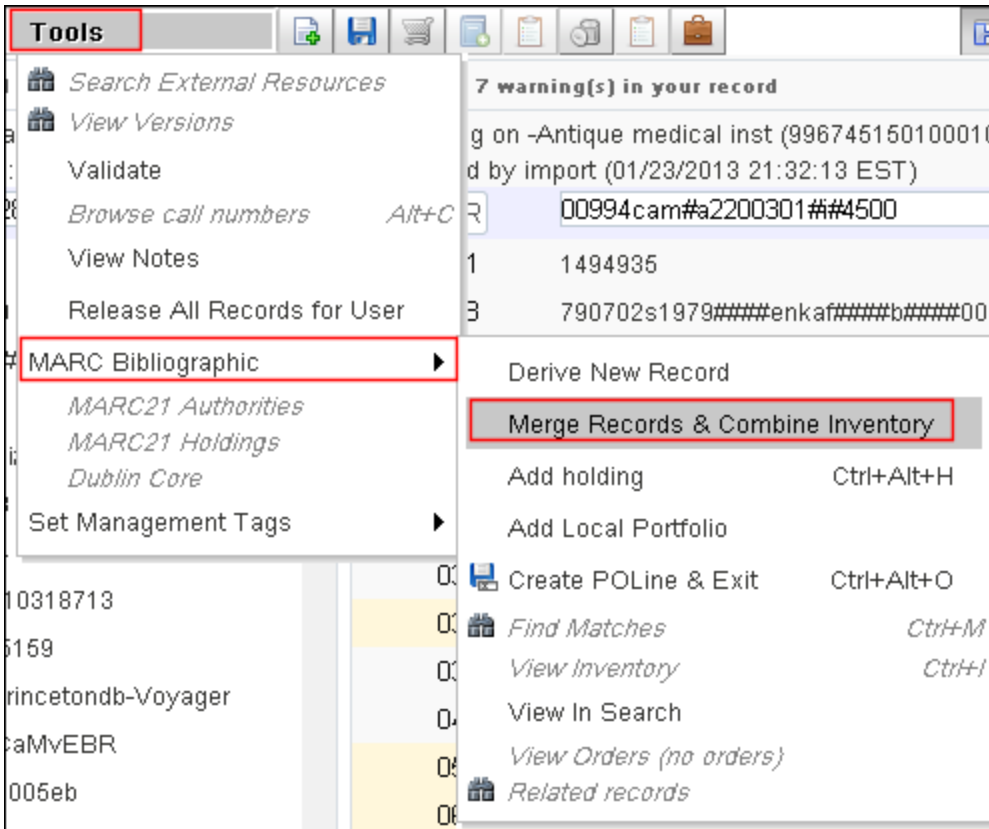 Tools
Search External Resources
7 warning(s) in your record
View Versions
g on -Antique medical inst (996745150100010
Validate
d by import (01/23/2013 21:32:13 EST)
Browse call numbers Alt+C
R 00994cam#a2200301#i#4500
View Notes
1 1494935
Release All Records for User
790702s1979####enkaf####b####00
MARC Bibliographic
Derive New Record
MARC21 Authorities
Merge Records & Combine Inventory
MARC21 Holdings
Add holding Ctrl+Alt+H
Dublin Core
Set Management Tags
Add Local Portfolio
Create POLine & Exit Ctrl+Alt+O
10318713
Find Matches Ctrl+M
5159
View Inventory Ctrl+I
rincetondb-Voyager
View In Search
CaMvEBR
View Orders (no orders)
005eb
Related records